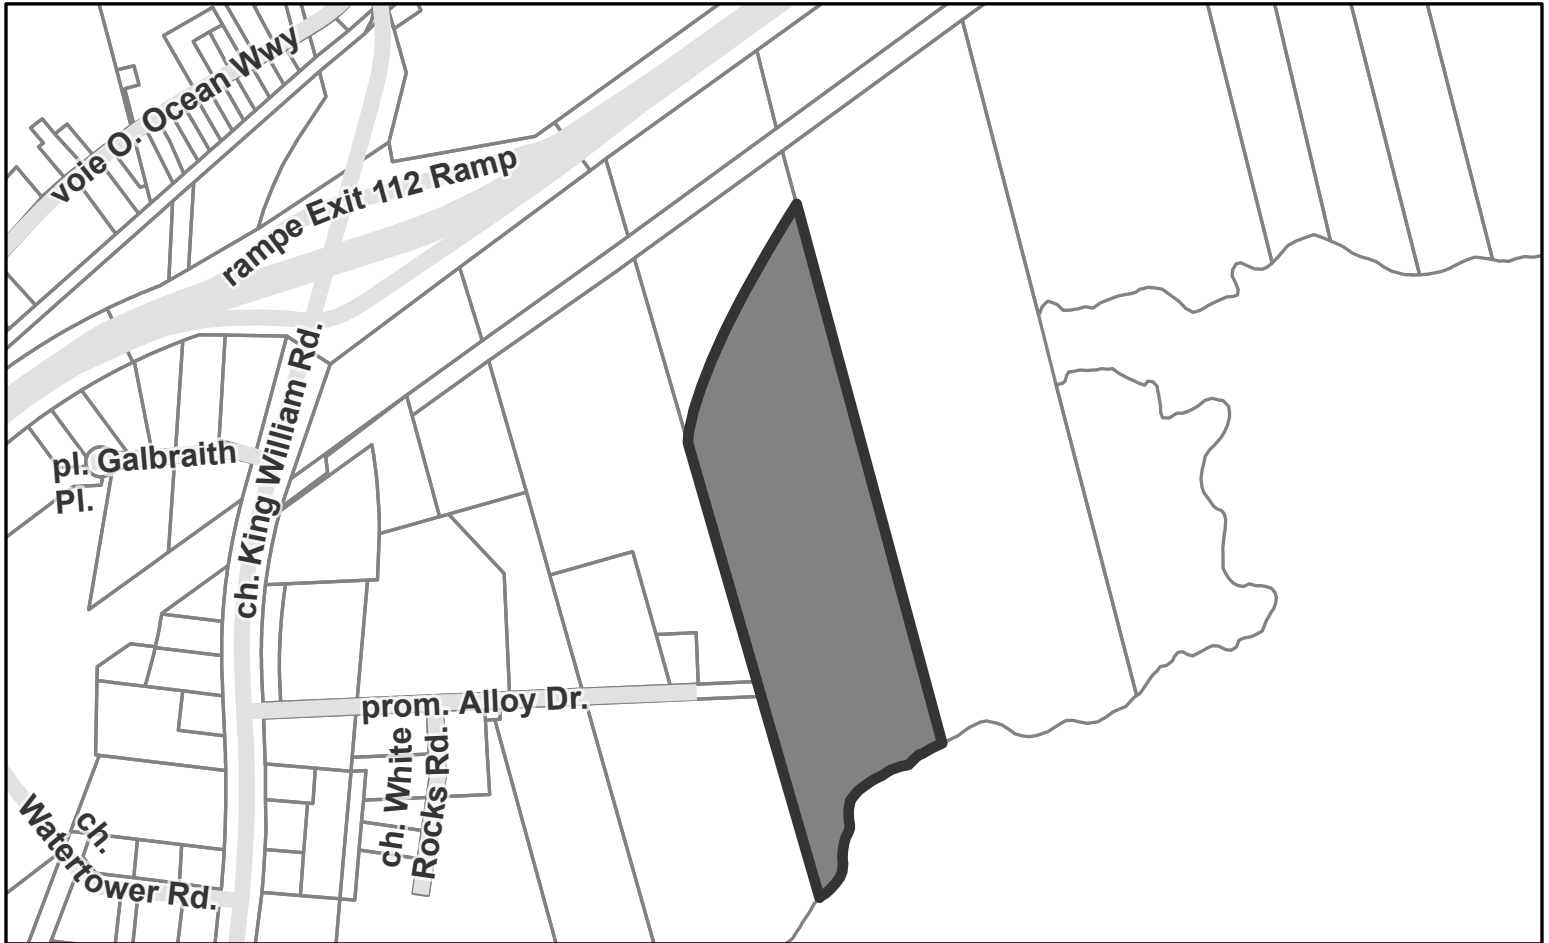 voie O. Ocean Wwy
rampe Exit 112 Ramp
ch. King William Rd.
pl. Galbraith
Pl.
prom. Alloy Dr.
ch. White
Rocks Rd.
ch.
Watertower Rd.